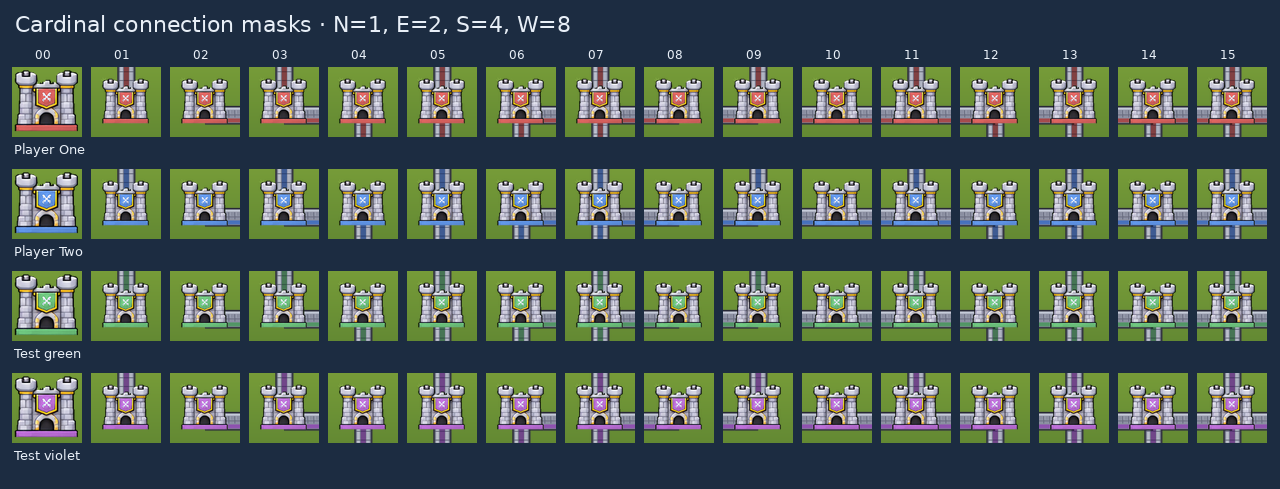 Cardinal connection masks · N=1, E=2, S=4, W=8
00 01 02 03 04 05 06 07 08 09 10 11 12 13 14 15
Player One
Player Two
Test green
Test violet